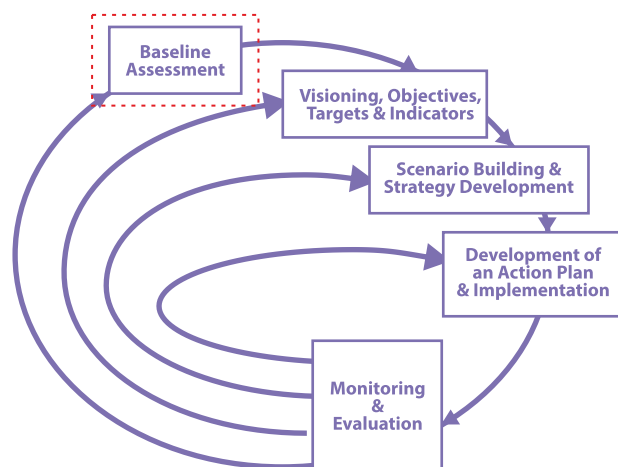 Baseline
Assessment
Visioning, Objectives,
Targets & Indicators
Scenario Building &
Strategy Development
Development of
an Action Plan
& Implementation
Monitoring
&
Evaluation